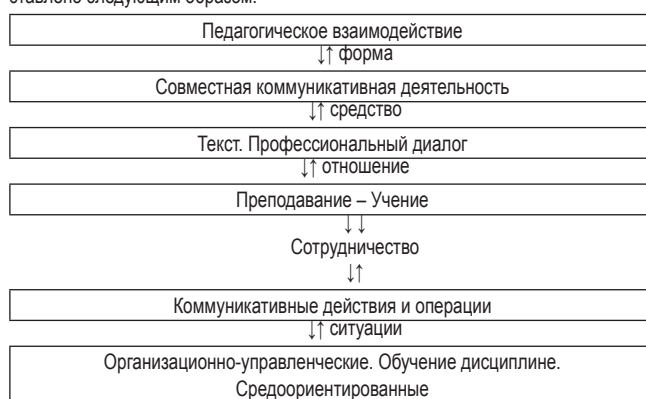 ставлено следующим образом:
Педагогическое взаимодействие
↓↑ форма
Совместная коммуникативная деятельность
↓↑ средство
Текст. Профессиональный диалог
↓↑ отношение
Преподавание – Учение
↓ ↓
Сотрудничество
↓↑
Коммуникативные действия и операции
↓↑ ситуации
Организационно-управленческие. Обучение дисциплине.
Средоориентированные